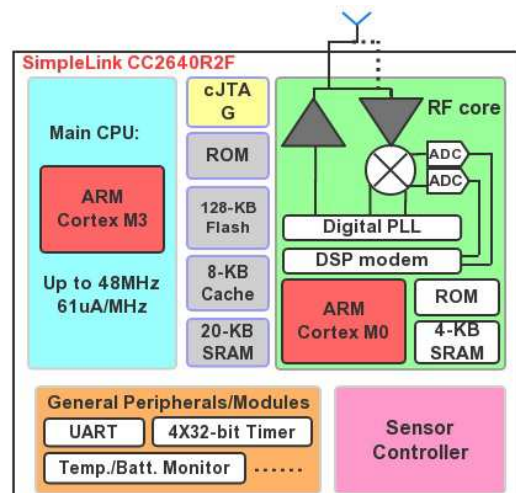 SimpleLink CC2640R2F
Main CPU:
ARM
Cortex M3
Up to 48MHz
61uA/MHz
cJTA
G
ROM
128-KB
Flash
8-KB
Cache
20-KB
SRAM
RF core
ADC
ADC
Digital PLL
DSP modem
ARM
Cortex M0
ROM
4-KB
SRAM
General Peripherals/Modules
UART
4X32-bit Timer
Temp./Batt. Monitor
......
Sensor
Controller